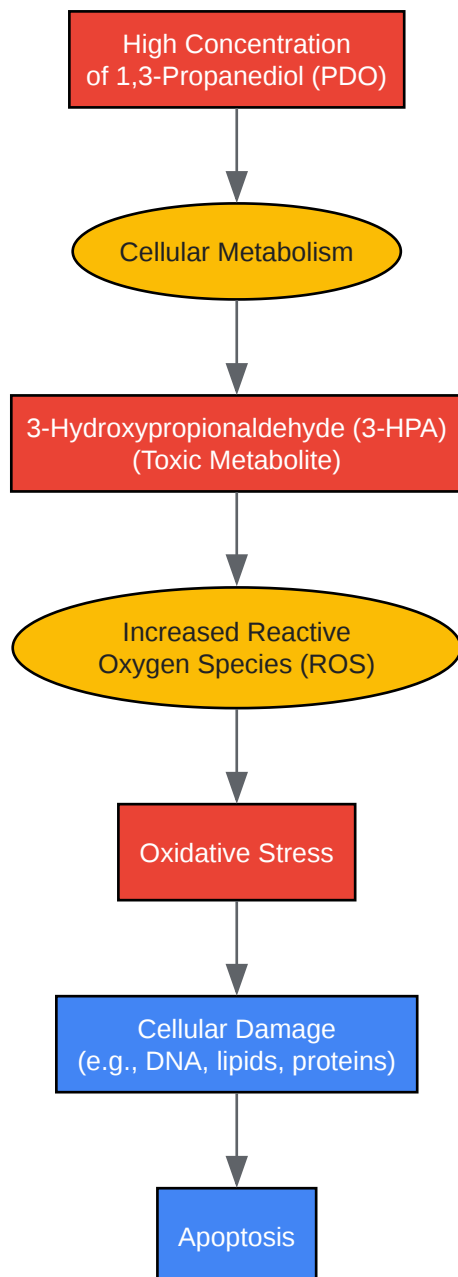 High Concentration
of 1,3-Propanediol (PDO)
Cellular Metabolism
3-Hydroxypropionaldehyde (3-HPA)
(Toxic Metabolite)
Increased Reactive
Oxygen Species (ROS)
Oxidative Stress
Cellular Damage
(e.g., DNA, lipids, proteins)
Apoptosis